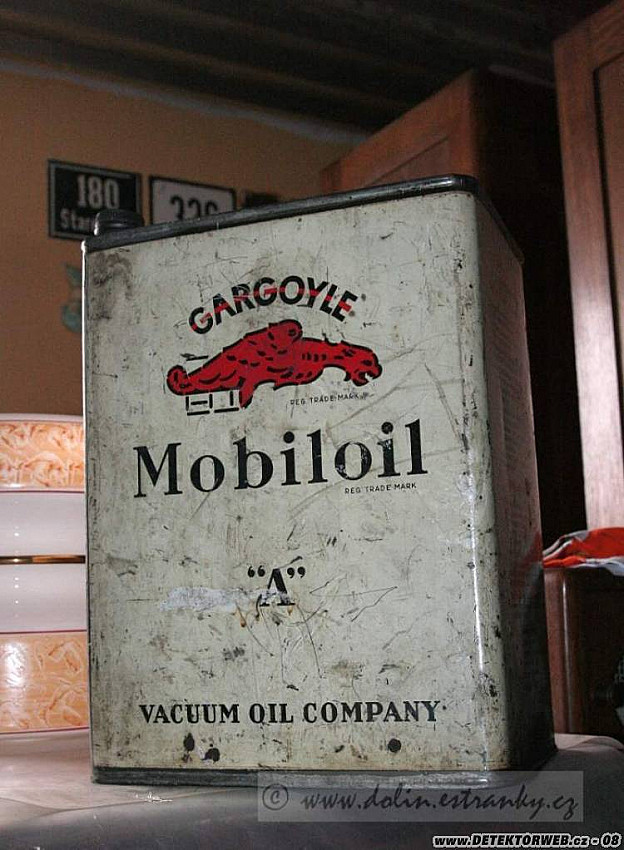 180
326
GARGOYLE
REG. TRADE MARK
Mobiloil
REG. TRADE MARK
"A"
VACUUM OIL COMPANY
© www.dolin.estranky.cz
www.DETEKTORWEB.cz - 08